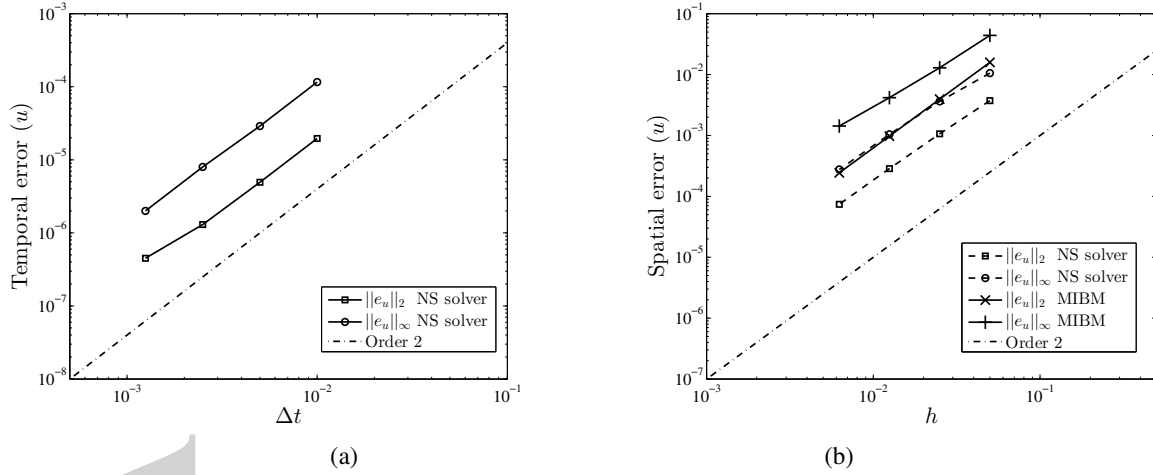 Temporal error (u)
10⁻⁴
10⁻⁵
10⁻⁶
10⁻⁷
10⁻⁸
10⁻³
10⁻³
10⁻²
10⁻¹
Δt
||e_u||₂ NS solver
||e_u||∞ NS solver
Order 2
(a)
Spatial error (u)
10⁻¹
10⁻²
10⁻³
10⁻⁴
10⁻⁵
10⁻⁶
10⁻⁷
10⁻³
10⁻²
10⁻¹
h
||e_u||₂ NS solver
||e_u||∞ NS solver
||e_u||₂ MIBM
||e_u||∞ MIBM
Order 2
(b)